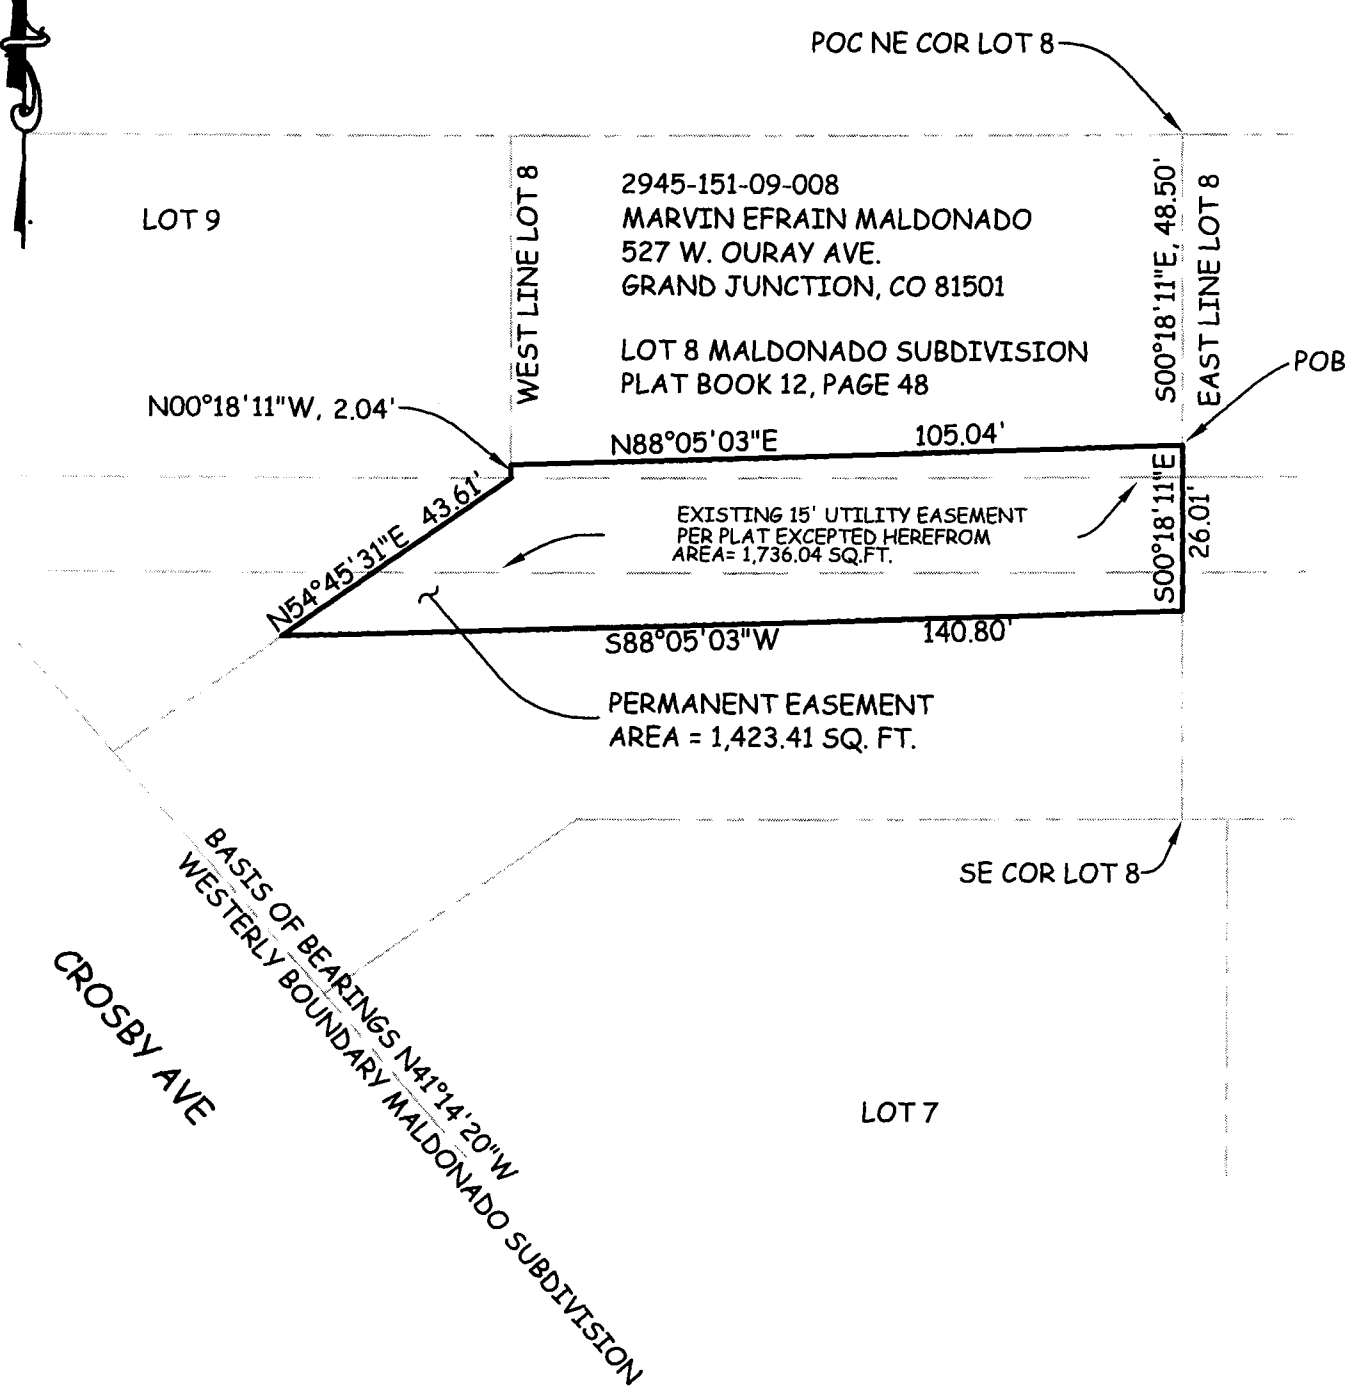 POC NE COR LOT 8
LOT 9
WEST LINE LOT 8
2945-151-09-008
MARVIN EFRAIN MALDONADO
527 W. OURAY AVE.
GRAND JUNCTION, CO 81501
LOT 8 MALDONADO SUBDIVISION
PLAT BOOK 12, PAGE 48
S00°18'11"E, 48.50'
EAST LINE LOT 8
POB
N00°18'11"W, 2.04'
N88°05'03"E 105.04'
N54°45'31"E 43.61'
EXISTING 15' UTILITY EASEMENT
PER PLAT EXCEPTED HEREFROM
AREA= 1,736.04 SQ.FT.
S00°18'11"E
26.01'
S88°05'03"W 140.80'
PERMANENT EASEMENT
AREA = 1,423.41 SQ. FT.
SE COR LOT 8
BASIS OF BEARINGS N41°14'20"W
WESTERLY BOUNDARY MALDONADO SUBDIVISION
CROSBY AVE
LOT 7